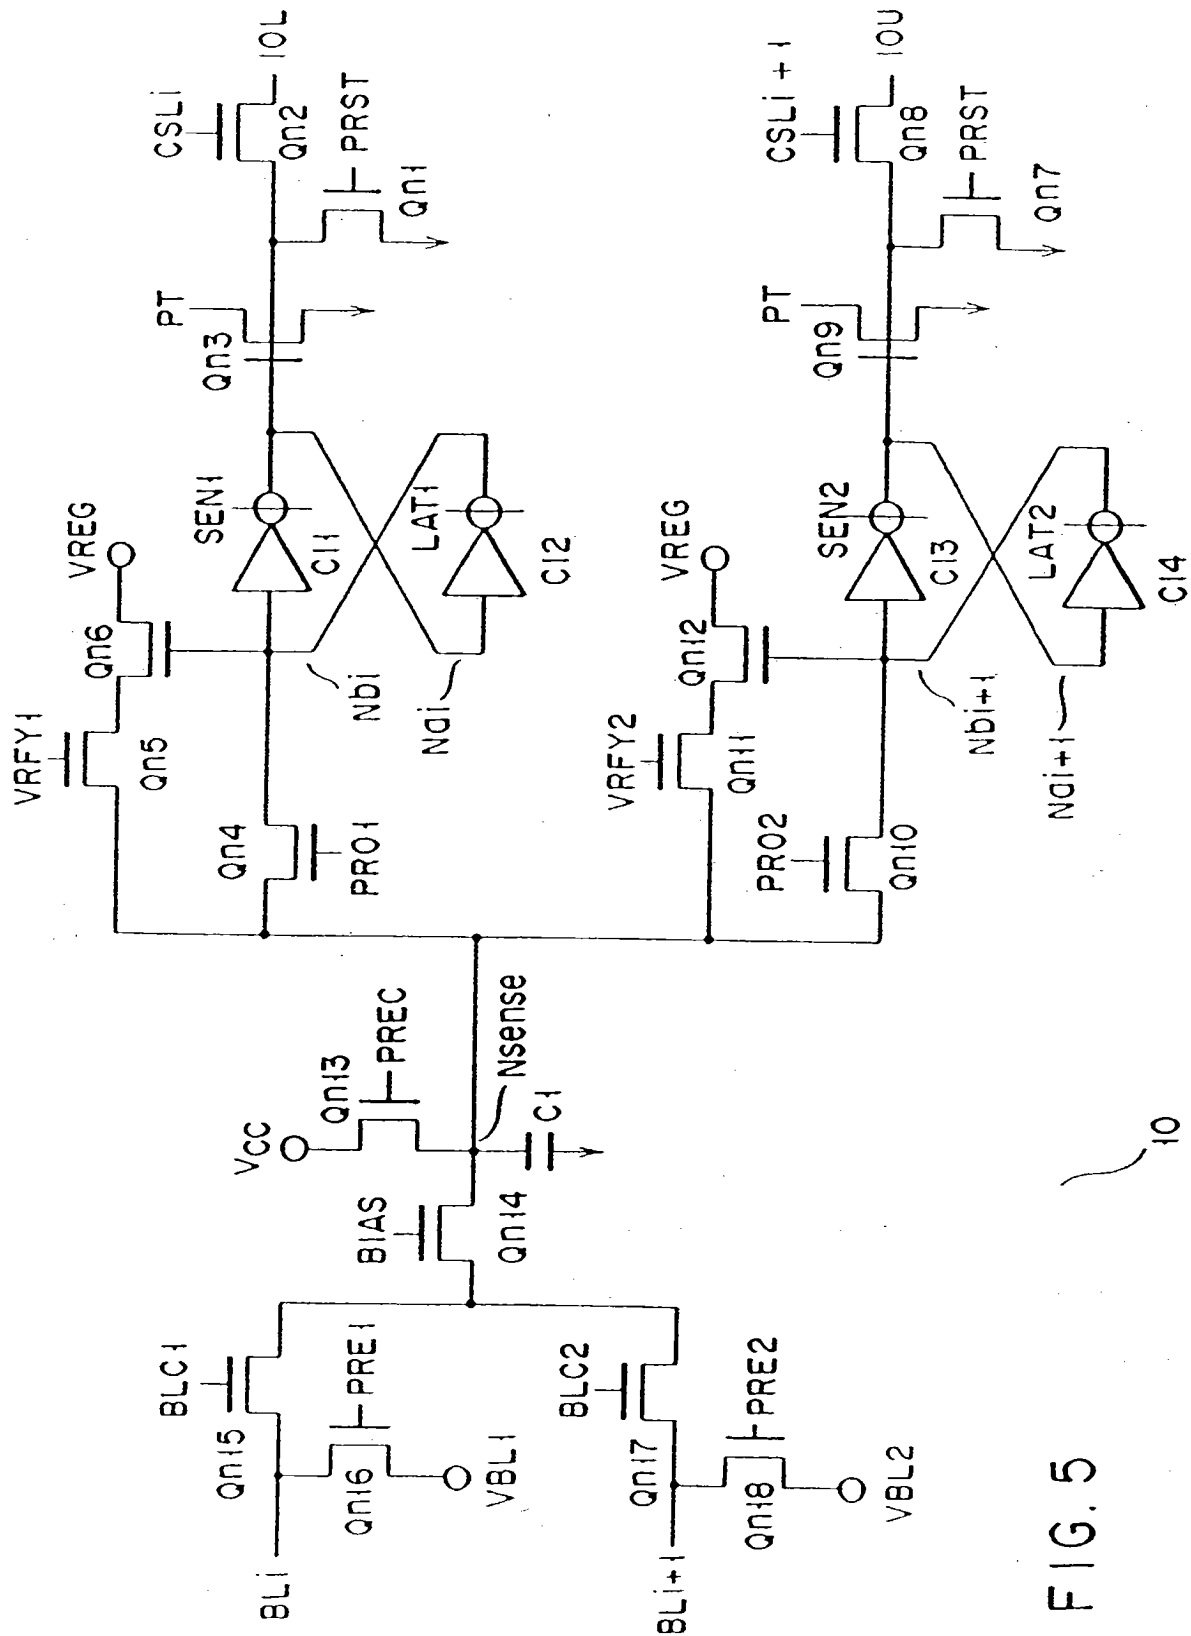 BLi
BLC1
Qn15
PRE1
Qn16
VBL1
BLi+1
BLC2
Qn17
PRE2
Qn18
VBL2
BIAS
Qn14
VCC
Qn13
PREC
Nsense
C1
VRFY1
Qn5
Qn6
VREG
Qn4
PRO1
Nbi
Nai
SEN1
CI1
LAT1
CI2
PT
Qn3
CSLi
Qn2
IOL
PRST
Qn1
VRFY2
Qn11
Qn12
VREG
PRO2
Qn10
Nbi+1
Nai+1
SEN2
CI3
LAT2
CI4
PT
Qn9
CSLi+1
Qn8
IOU
PRST
Qn7
10
FIG. 5